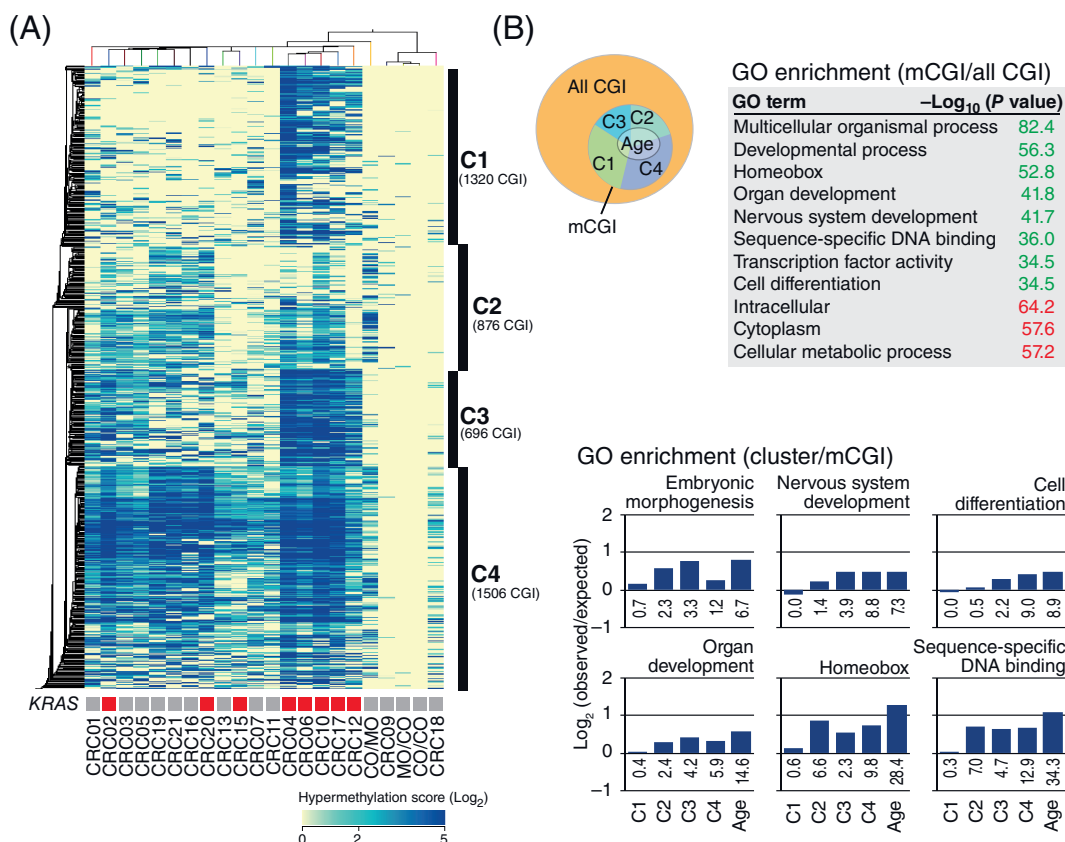 (A)
C1
(1320 CGI)
C2
(876 CGI)
C3
(696 CGI)
C4
(1506 CGI)
KRAS
CRC01
CRC02
CRC03
CRC05
CRC19
CRC21
CRC16
CRC20
CRC13
CRC15
CRC07
CRC11
CRC04
CRC06
CRC10
CRC17
CRC12
CO/MO
CRC09
MO/CO
MO/CO
CRC18
Hypermethylation score (Log2)
0 2 5
(B)
All CGI
C3 C2
Age
C1 C4
mCGI
GO enrichment (mCGI/all CGI)
GO term –Log10 (P value)
Multicellular organismal process 82.4
Developmental process 56.3
Homeobox 52.8
Organ development 41.8
Nervous system development 41.7
Sequence-specific DNA binding 36.0
Transcription factor activity 34.5
Cell differentiation 34.5
Intracellular 64.2
Cytoplasm 57.6
Cellular metabolic process 57.2
GO enrichment (cluster/mCGI)
Log2 (observed/expected)
Embryonic
morphogenesis
2
1
0
–1
0.7 2.3 3.3 1.2 6.7
Nervous system
development
0.0 1.4 3.9 8.8 7.3
Cell
differentiation
0.0 0.5 2.2 9.0 8.9
Organ
development
2
1
0
–1
0.4 2.4 4.2 5.9 14.6
C1 C2 C3 C4 Age
Homeobox
0.6 6.6 2.3 9.8 28.4
C1 C2 C3 C4 Age
Sequence-specific
DNA binding
0.3 7.0 4.7 12.9 34.3
C1 C2 C3 C4 Age